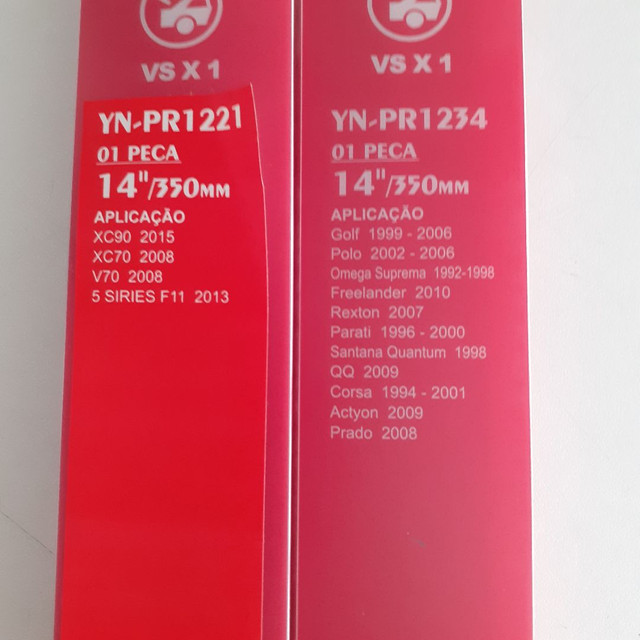 VS X 1
YN-PR1221
01 PECA
14"/350MM
APLICAÇÃO
XC90 2015
XC70 2008
V70 2008
5 SIRIES F11 2013
VS X 1
YN-PR1234
01 PECA
14"/350MM
APLICAÇÃO
Golf 1999 - 2006
Polo 2002 - 2006
Omega Suprema 1992-1998
Freelander 2010
Rexton 2007
Parati 1996 - 2000
Santana Quantum 1998
QQ 2009
Corsa 1994 - 2001
Actyon 2009
Prado 2008